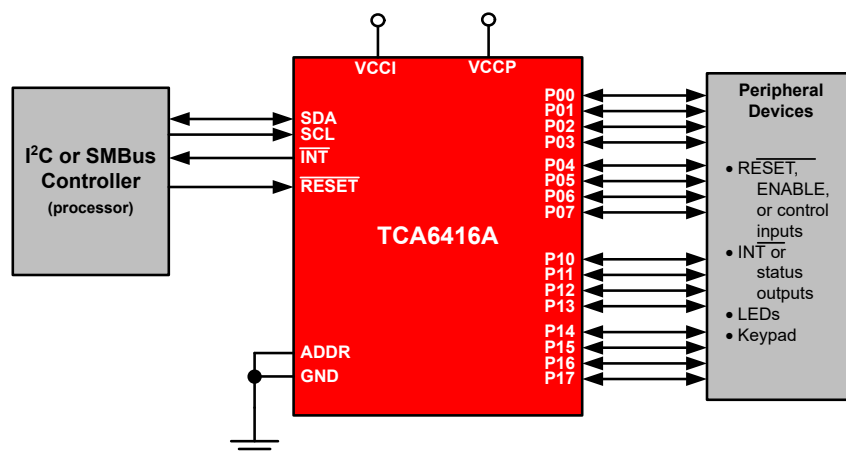 VCCI
VCCP
I²C or SMBus
Controller
(processor)
SDA
SCL
INT
RESET
TCA6416A
ADDR
GND
P00
P01
P02
P03
P04
P05
P06
P07
P10
P11
P12
P13
P14
P15
P16
P17
Peripheral
Devices
• RESET,
ENABLE,
or control
inputs
• INT or
status
outputs
• LEDs
• Keypad